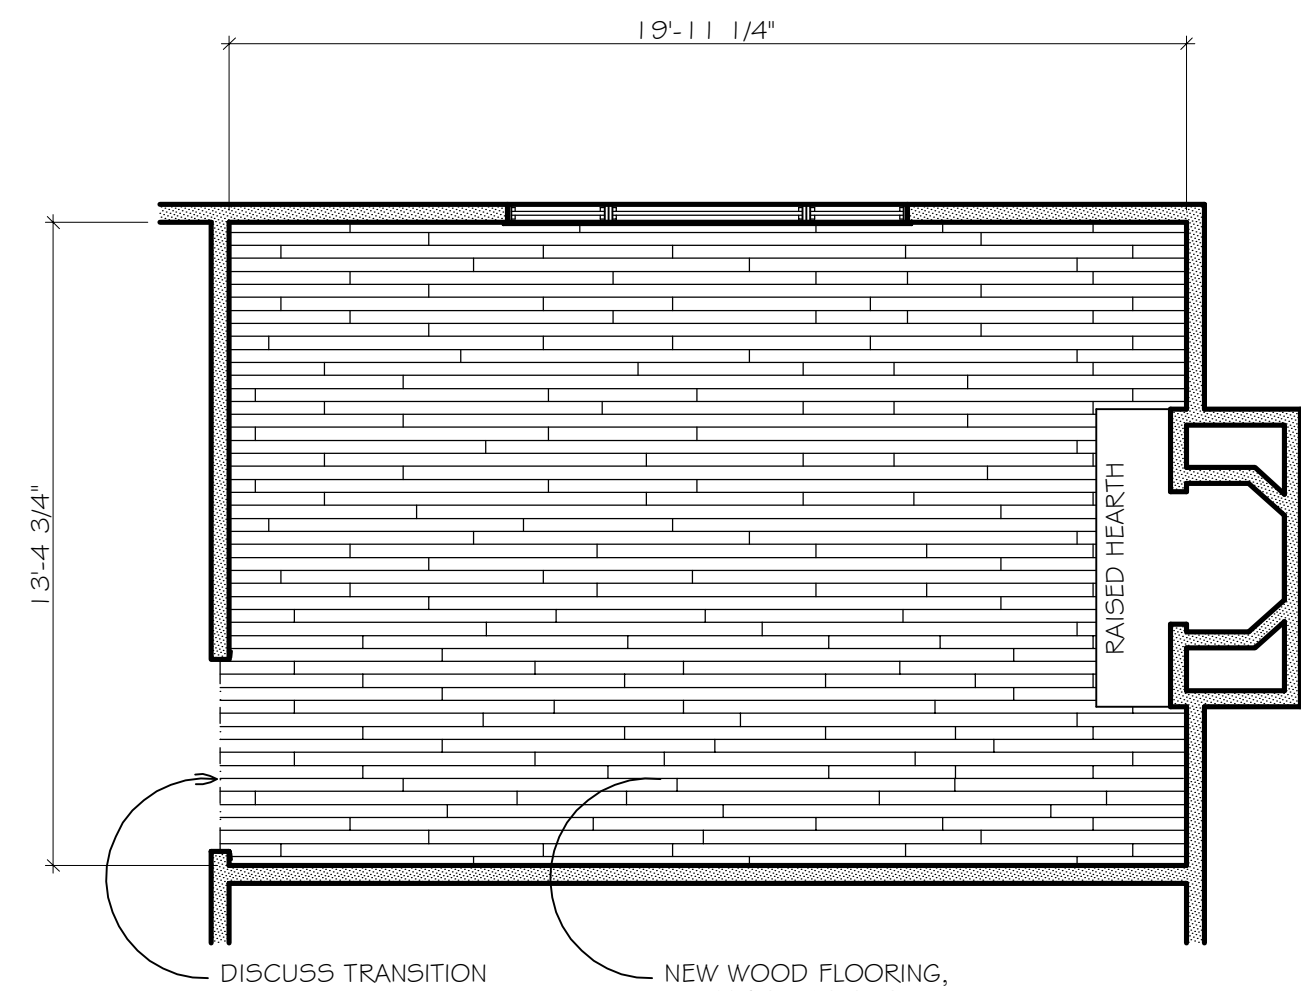 19'-11 1/4"
13'-4 3/4"
RAISED HEARTH
DISCUSS TRANSITION
NEW WOOD FLOORING,